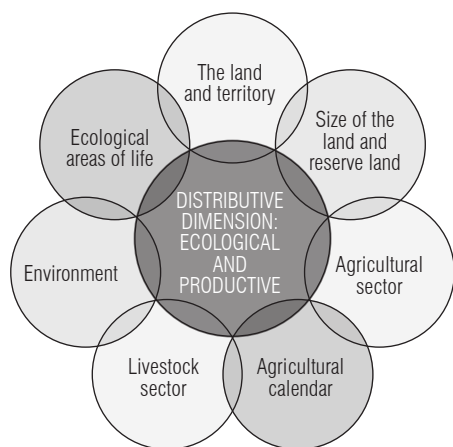 The land
and territory
Size of the
land and
reserve land
Agricultural
sector
Agricultural
calendar
Livestock
sector
Environment
Ecological
areas of life
DISTRIBUTIVE
DIMENSION:
ECOLOGICAL
AND
PRODUCTIVE